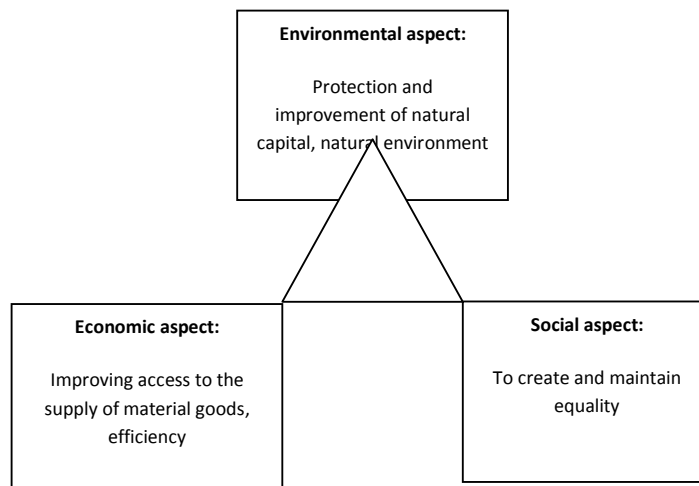 Environmental aspect:
Protection and
improvement of natural
capital, natural environment
Economic aspect:
Improving access to the
supply of material goods,
efficiency
Social aspect:
To create and maintain
equality